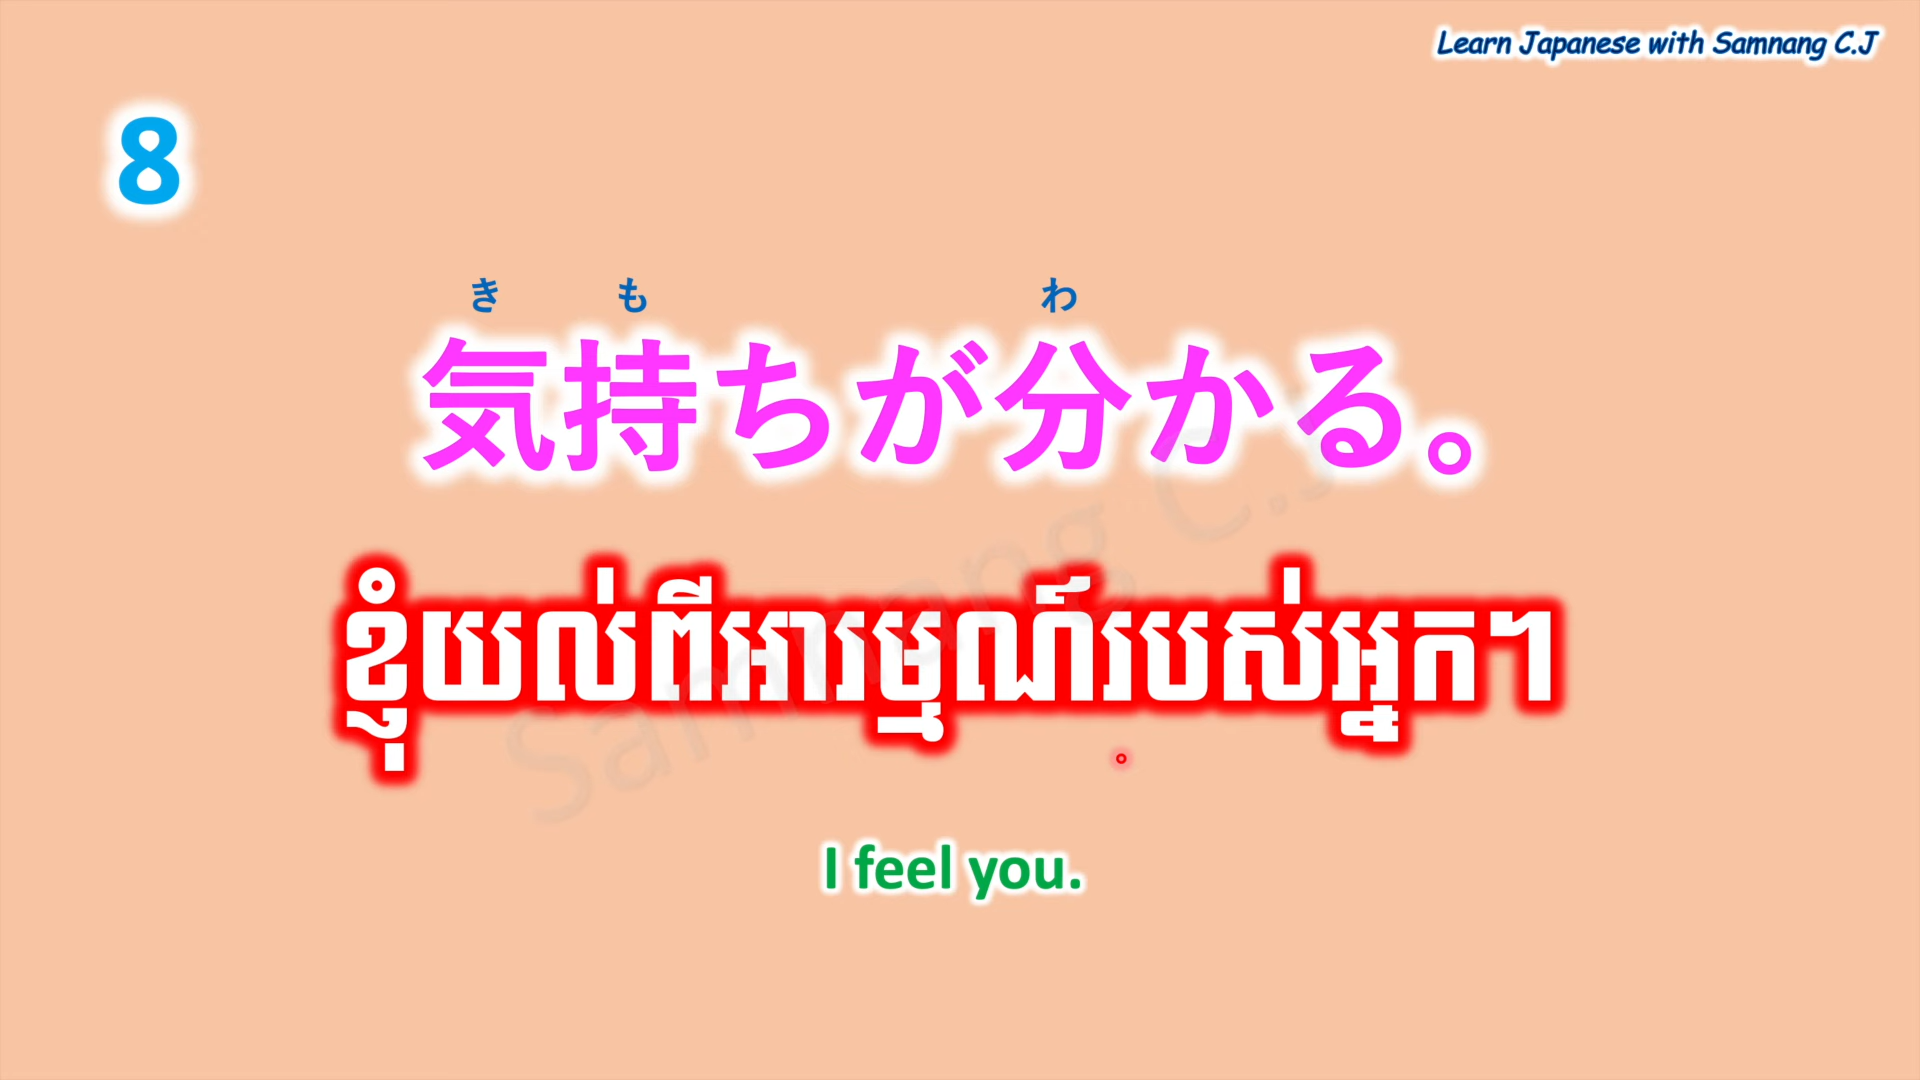 Learn Japanese with Samnang C.J
8
き も わ
気持ちが分かる。
ខ្ញុំយល់ពីអារម្មណ៍របស់អ្នក។
。
I feel you.
Samnang C.J